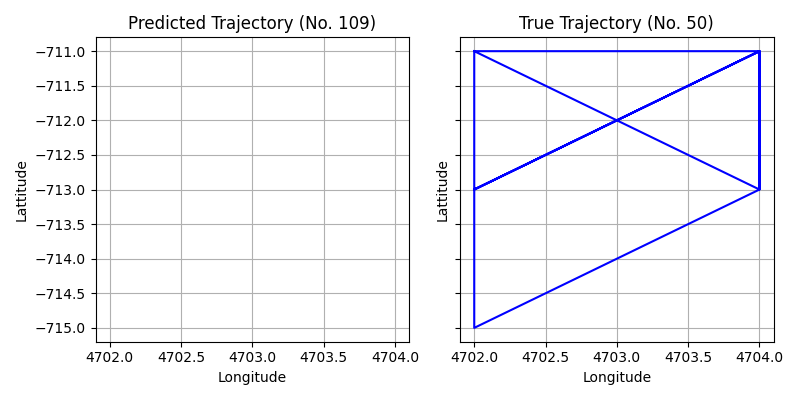 Predicted Trajectory (No. 109)
True Trajectory (No. 50)
Lattitude
−711.0
−711.5
−712.0
−712.5
−713.0
−713.5
−714.0
−714.5
−715.0
4702.0 4702.5 4703.0 4703.5 4704.0
Longitude
Lattitude
4702.0 4702.5 4703.0 4703.5 4704.0
Longitude